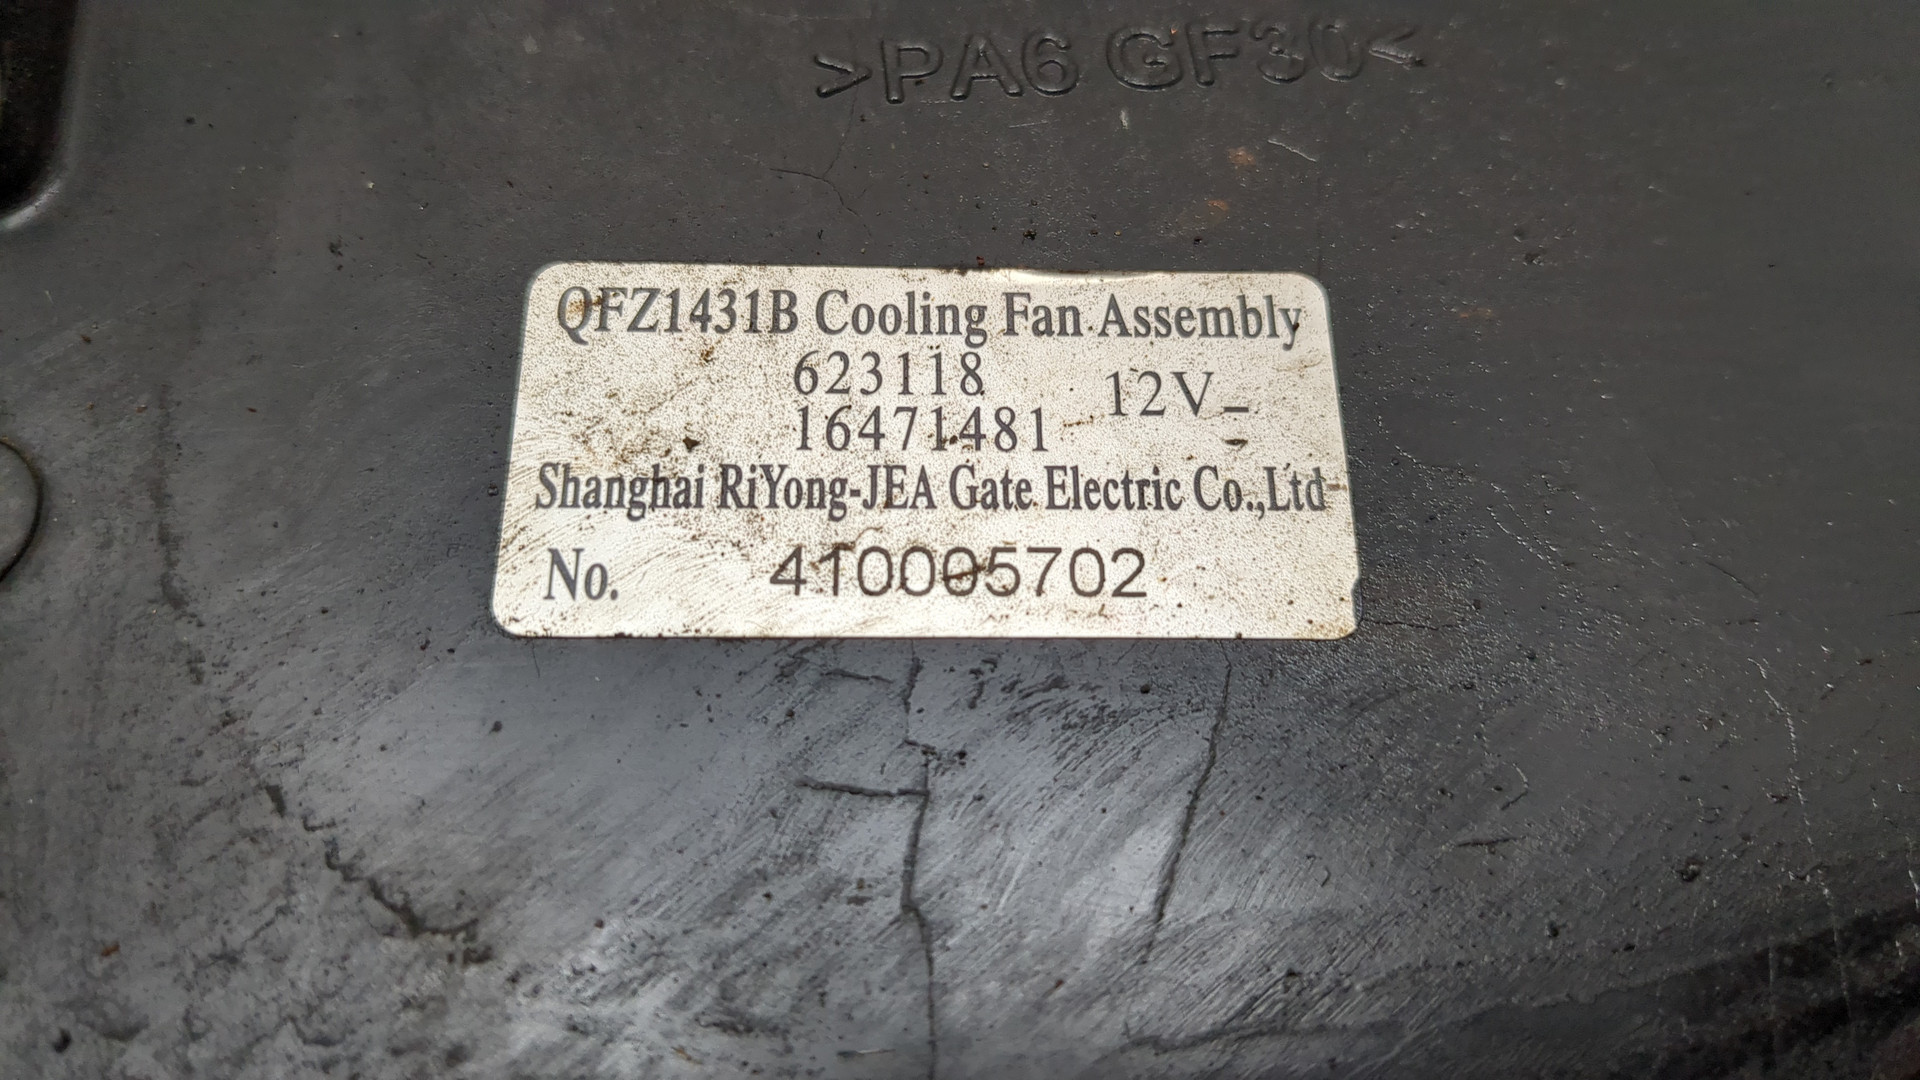 >PA6 GF30<
QFZ1431B Cooling Fan Assembly
623118
12V
16471481
Shanghai RiYong-JEA Gate Electric Co.,Ltd
No. 410005702